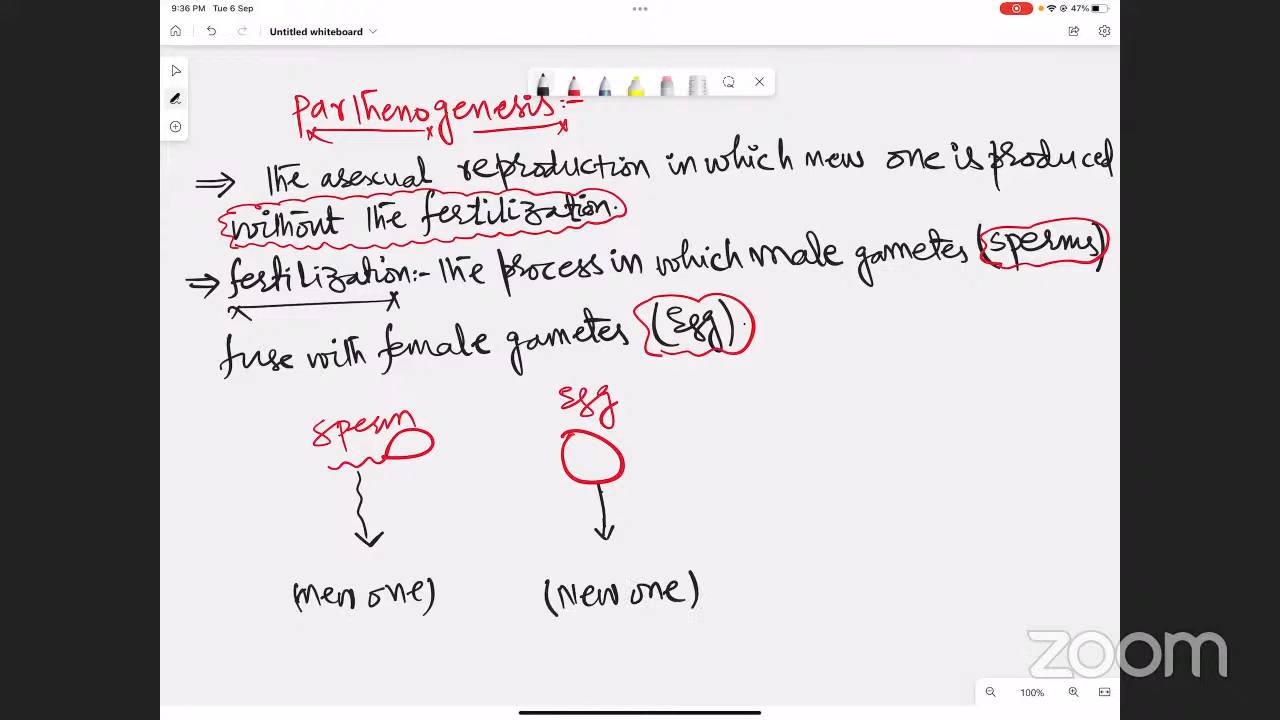 9:36 PM Tue 6 Sep
47%
Untitled whiteboard
Parthenogenesis:-
⇒ The asexual reproduction in which new one is produced
without the fertilization.
⇒ fertilization:- The process in which male gametes (sperms)
fuse with female gametes (Egg).
sperm
Egg
(new one)
(New one)
zoom
100%